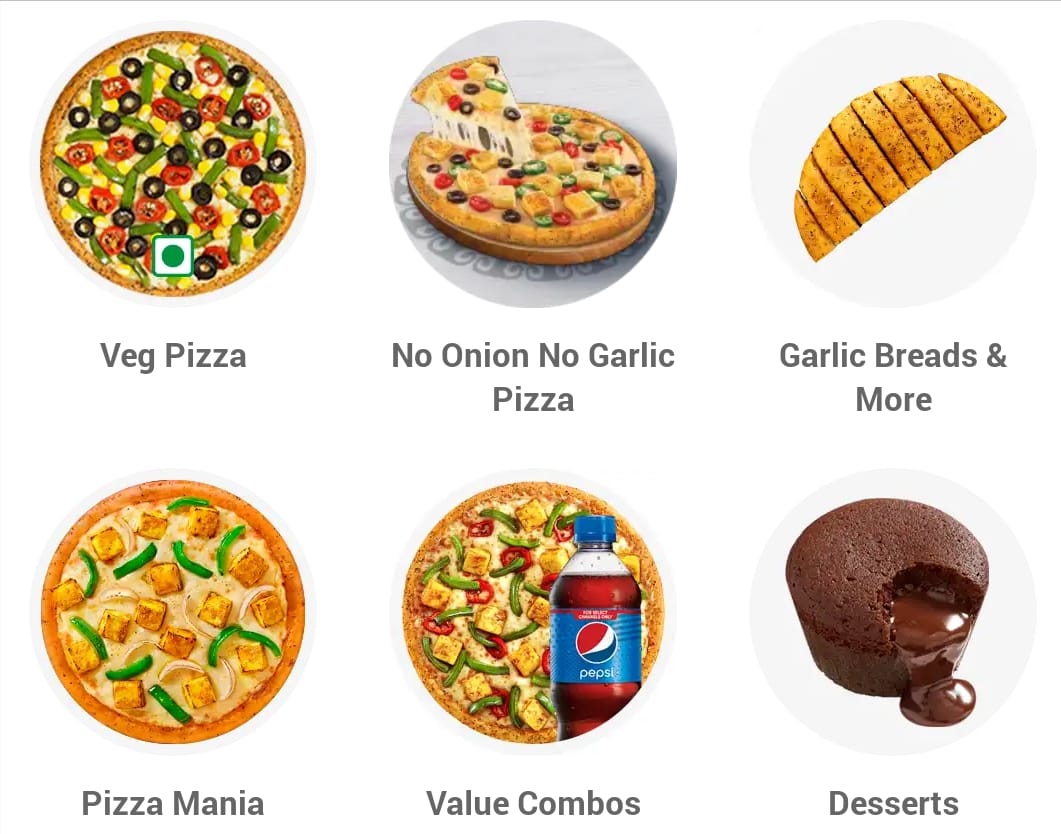 Veg Pizza
No Onion No Garlic
Pizza
Garlic Breads &
More
FOR SELECT
CHANNELS ONLY
pepsi
Pizza Mania
Value Combos
Desserts